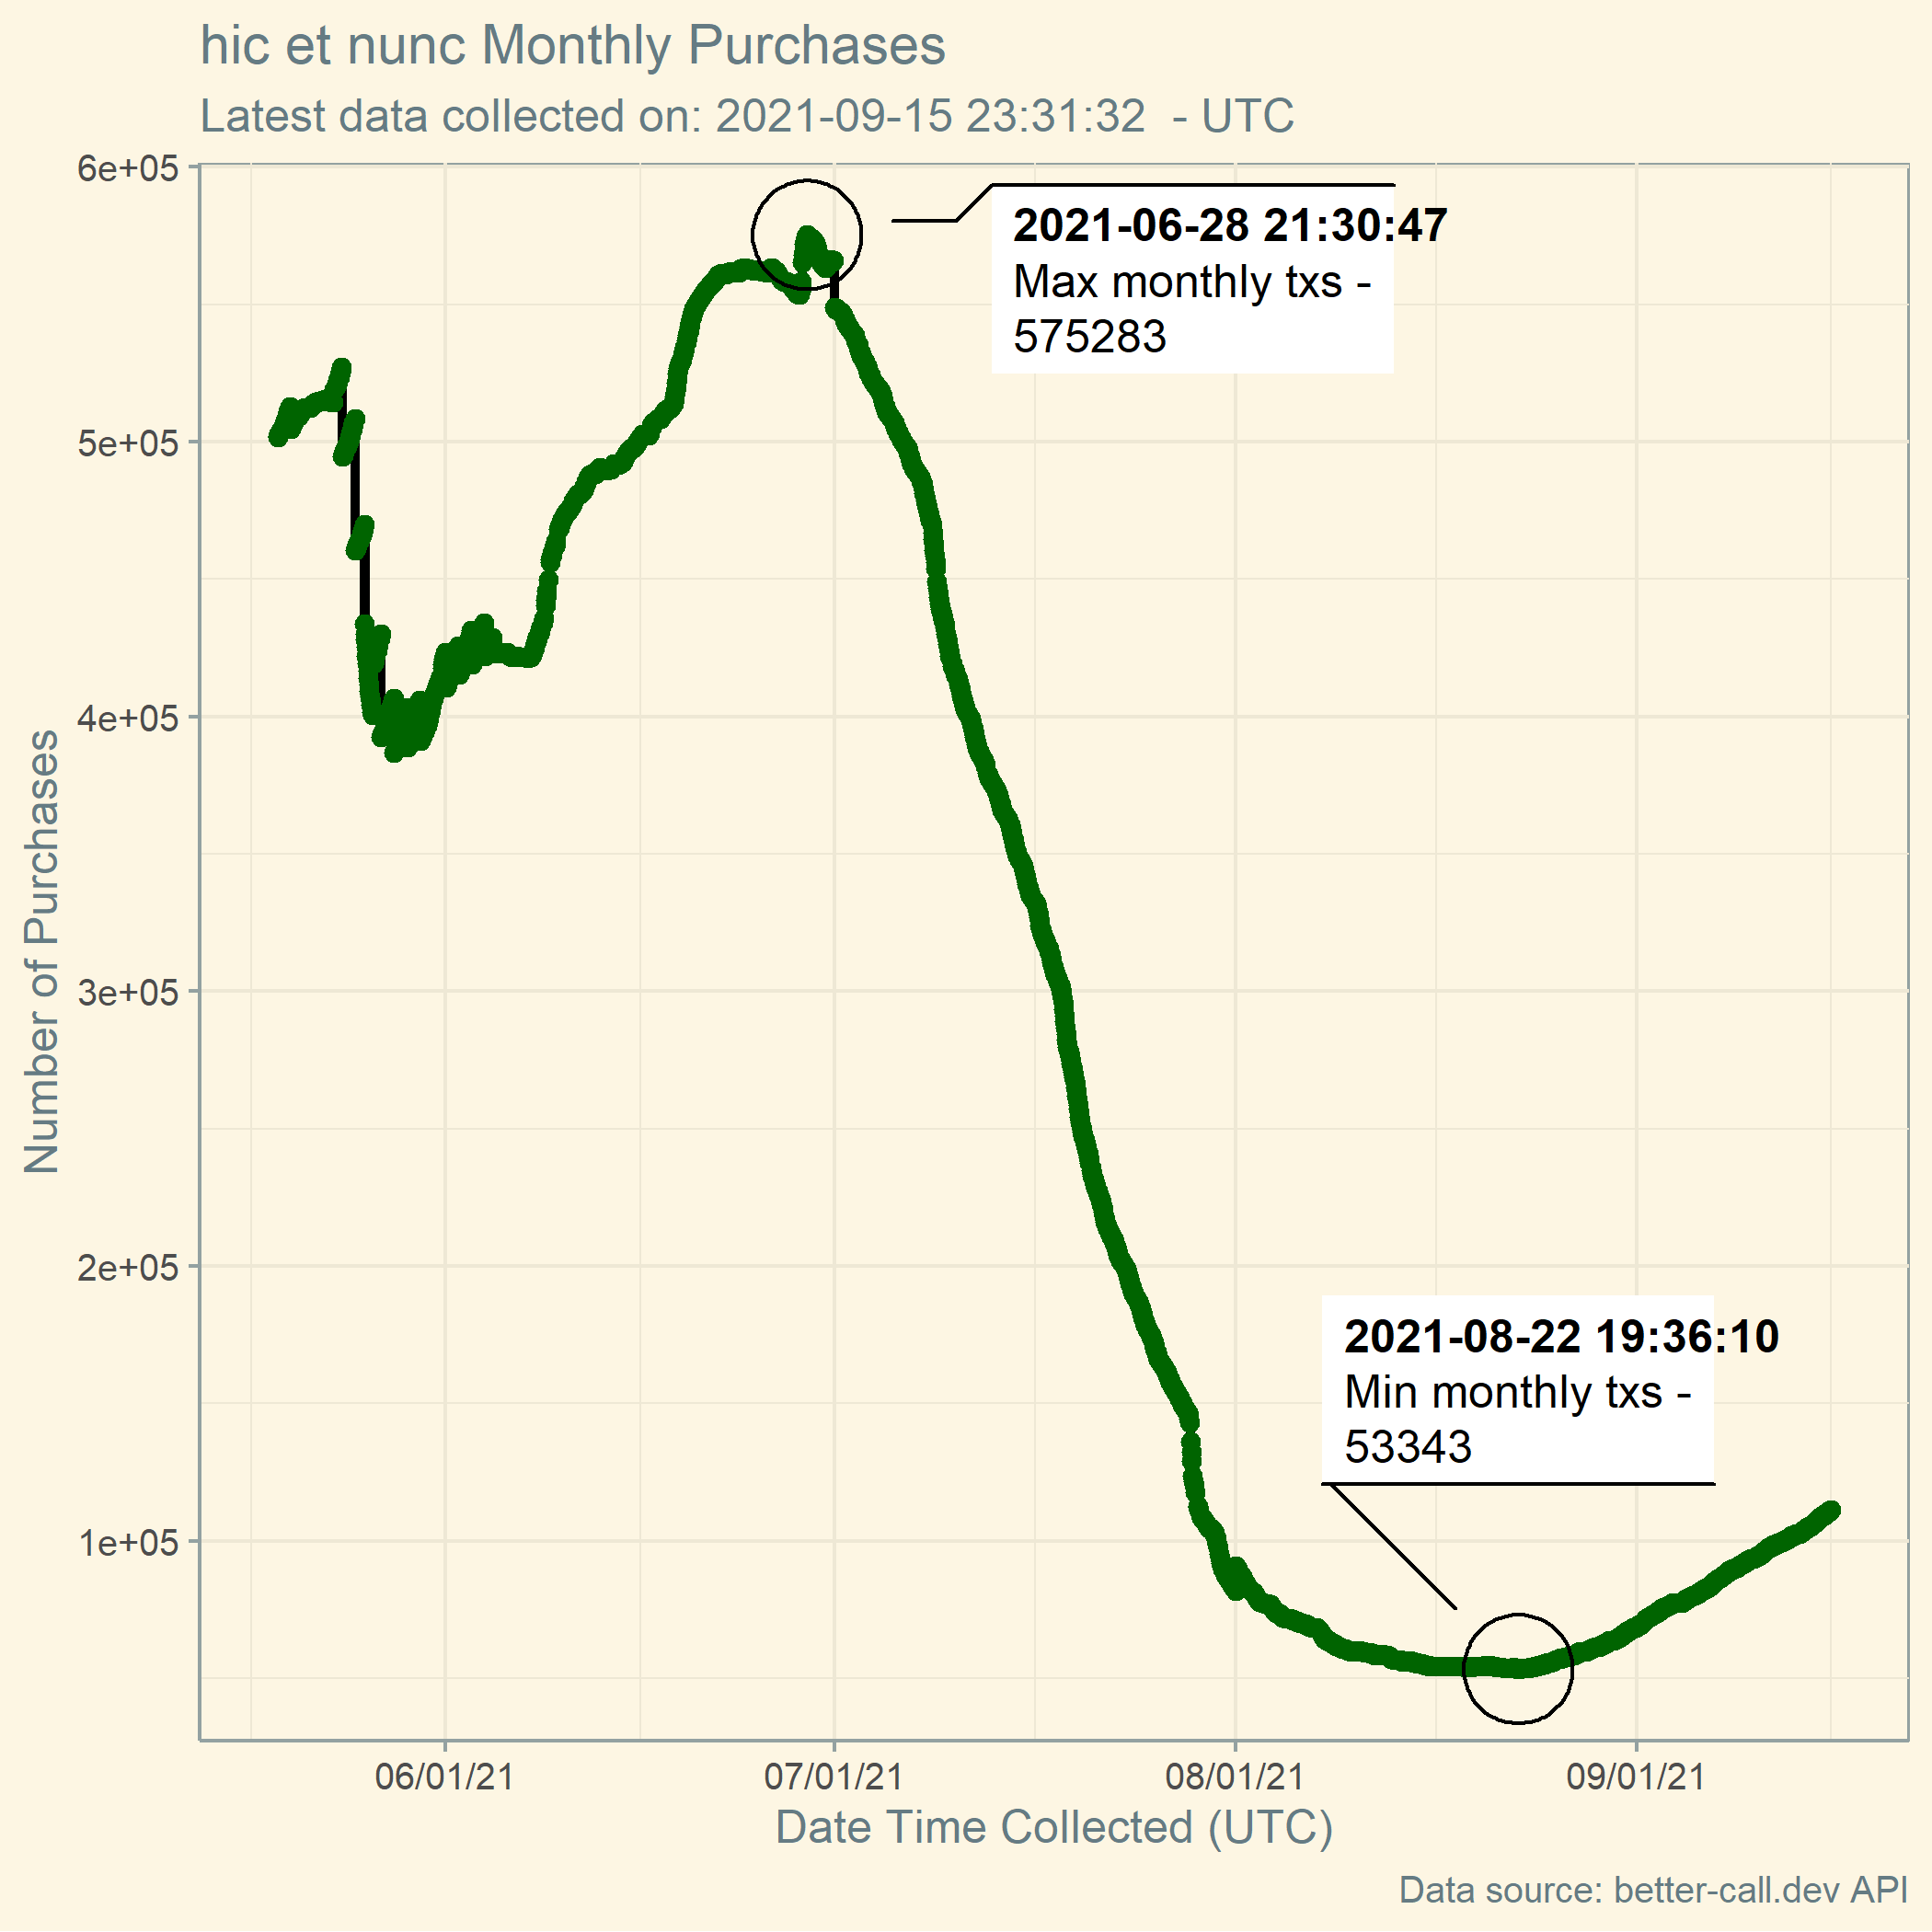 hic et nunc Monthly Purchases
Latest data collected on: 2021-09-15 23:31:32  - UTC
6e+05
5e+05
4e+05
3e+05
2e+05
1e+05
Number of Purchases
2021-06-28 21:30:47
Max monthly txs -
575283
2021-08-22 19:36:10
Min monthly txs -
53343
06/01/21
07/01/21
08/01/21
09/01/21
Date Time Collected (UTC)
Data source: better-call.dev API